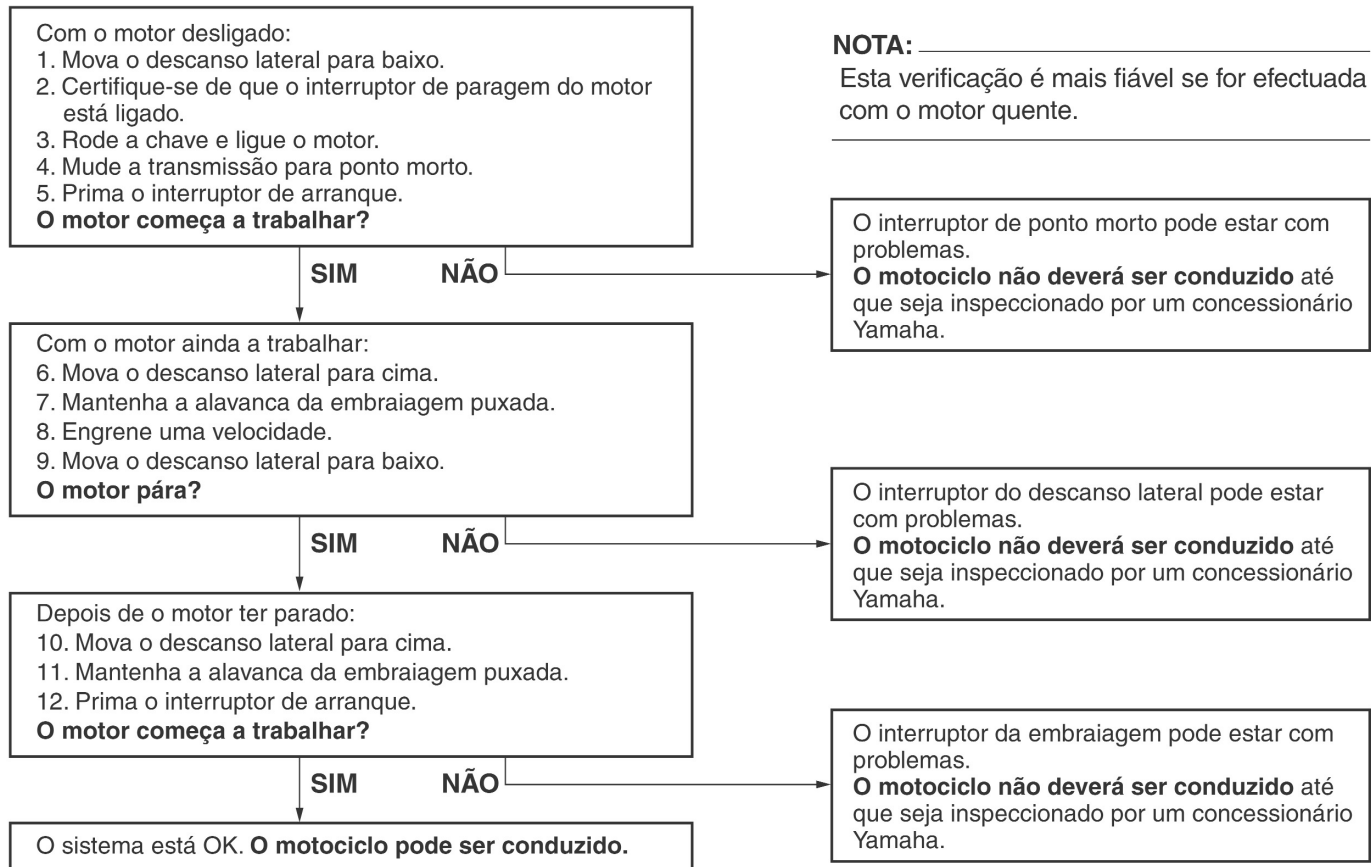 Com o motor desligado:
1. Mova o descanso lateral para baixo.
2. Certifique-se de que o interruptor de paragem do motor
está ligado.
3. Rode a chave e ligue o motor.
4. Mude a transmissão para ponto morto.
5. Prima o interruptor de arranque.
O motor começa a trabalhar?
NOTA:
Esta verificação é mais fiável se for efectuada
com o motor quente.
SIM NÃO
O interruptor de ponto morto pode estar com
problemas.
O motociclo não deverá ser conduzido até
que seja inspeccionado por um concessionário
Yamaha.
Com o motor ainda a trabalhar:
6. Mova o descanso lateral para cima.
7. Mantenha a alavanca da embraiagem puxada.
8. Engrene uma velocidade.
9. Mova o descanso lateral para baixo.
O motor pára?
SIM NÃO
O interruptor do descanso lateral pode estar
com problemas.
O motociclo não deverá ser conduzido até
que seja inspeccionado por um concessionário
Yamaha.
Depois de o motor ter parado:
10. Mova o descanso lateral para cima.
11. Mantenha a alavanca da embraiagem puxada.
12. Prima o interruptor de arranque.
O motor começa a trabalhar?
SIM NÃO
O interruptor da embraiagem pode estar com
problemas.
O motociclo não deverá ser conduzido até
que seja inspeccionado por um concessionário
Yamaha.
O sistema está OK. O motociclo pode ser conduzido.